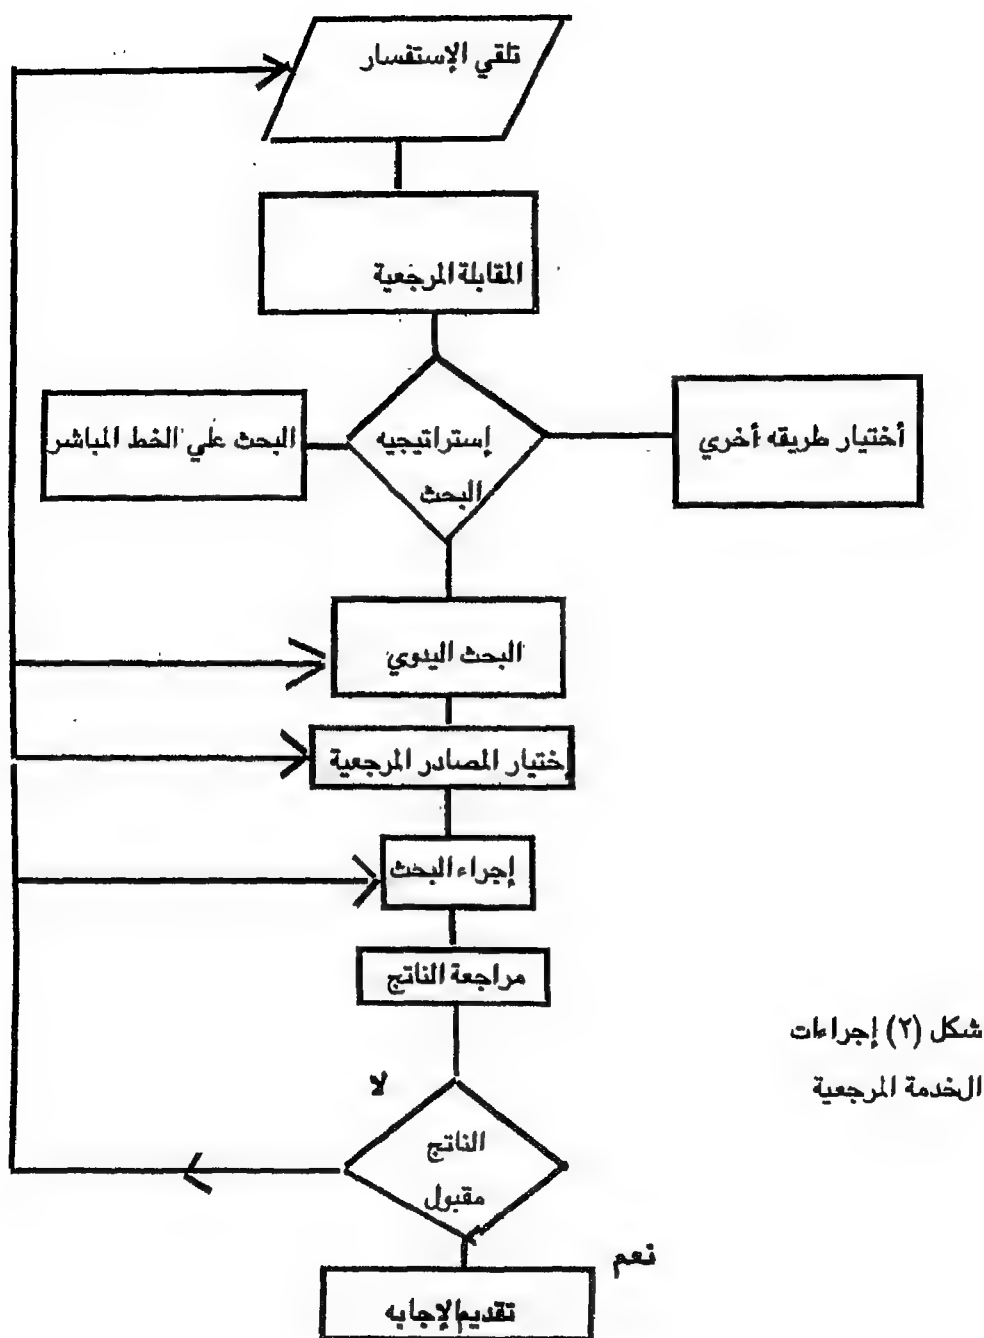 تلقي الإستفسار
المقابلة المرجعية
إستراتيجيه
البحث
أختيار طريقه أخري
البحث علي الخط المباشر
البحث اليدوي
إختيار المصادر المرجعية
إجراء البحث
مراجعة الناتج
شكل (٢) إجراءات
الخدمة المرجعية
لا
الناتج
مقبول
نعم
تقديم الإجابه